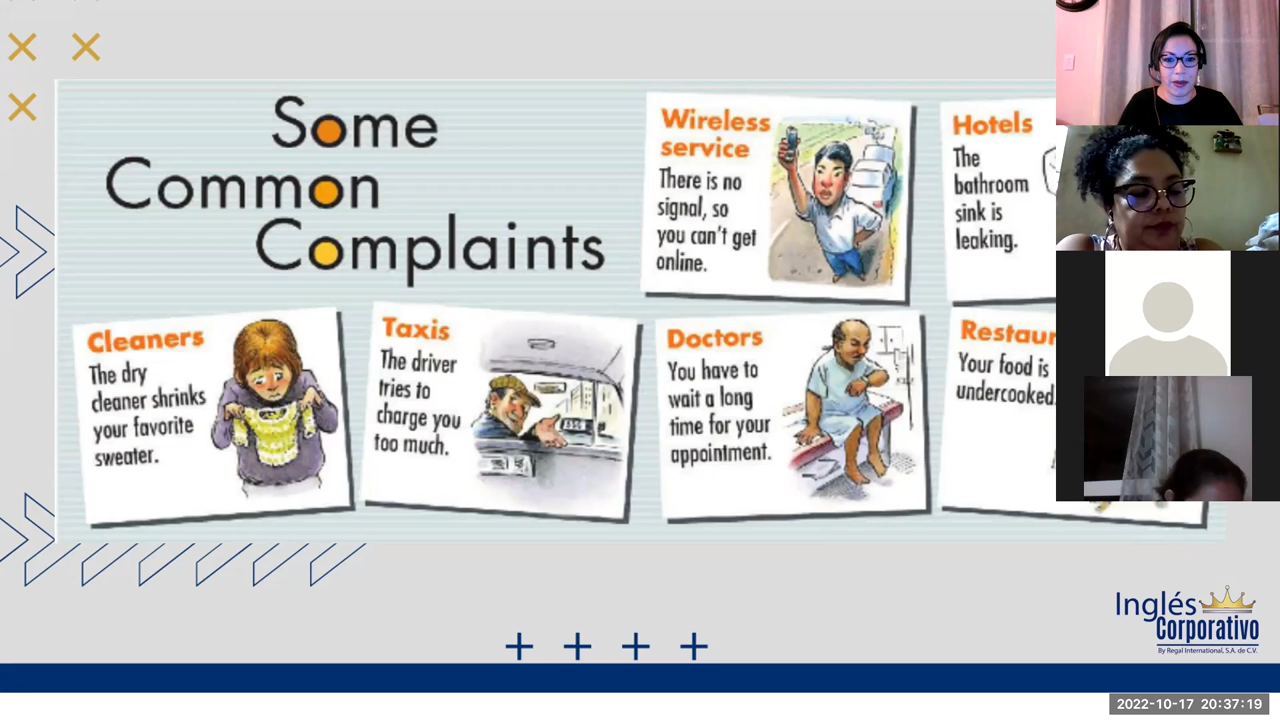 Some
Common
Complaints
Wireless
service
There is no
signal, so
you can't get
online.
Hotels
The
bathroom
sink is
leaking.
Cleaners
The dry
cleaner shrinks
your favorite
sweater.
Taxis
The driver
tries to
charge you
too much.
Doctors
You have to
wait a long
time for your
appointment.
Restaur
Your food is
undercooked.
Inglés
Corporativo
By Regal International, S.A. de C.V.
2022-10-17 20:37:19